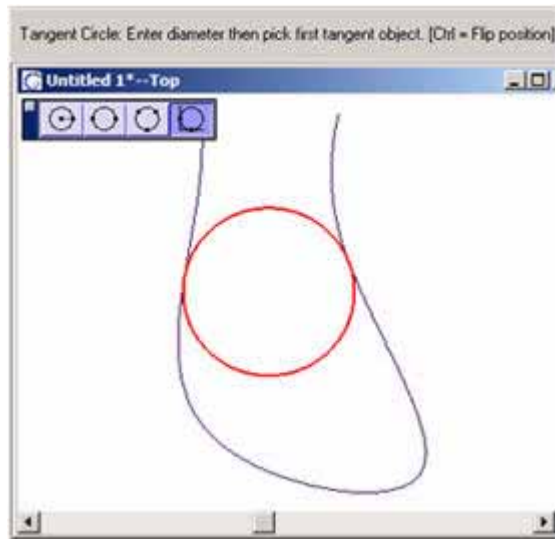 Tangent Circle: Enter diameter then pick first tangent object. [Ctrl = Flip position]
Untitled 1*--Top